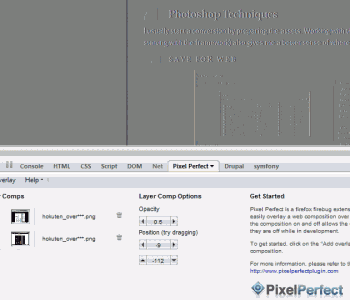 Photoshop Techniques
SAVE FOR WEB
Console HTML CSS Script DOM Net Pixel Perfect Drupal symfony
verlay Help
Comps
Layer Comp Options
Get Started
hokuten_over***.png
hokuten_over***.png
Opacity
0.5
Position (try dragging)
-9
-112
Pixel Perfect is a firefox firebug exten
easily overlay a web composition over
the composition on and off allows the
they are off while in development.
To get started, click on the "Add overla
composition.
For more information, please refer to th
http://www.pixelperfectplugin.com
PixelPerfect